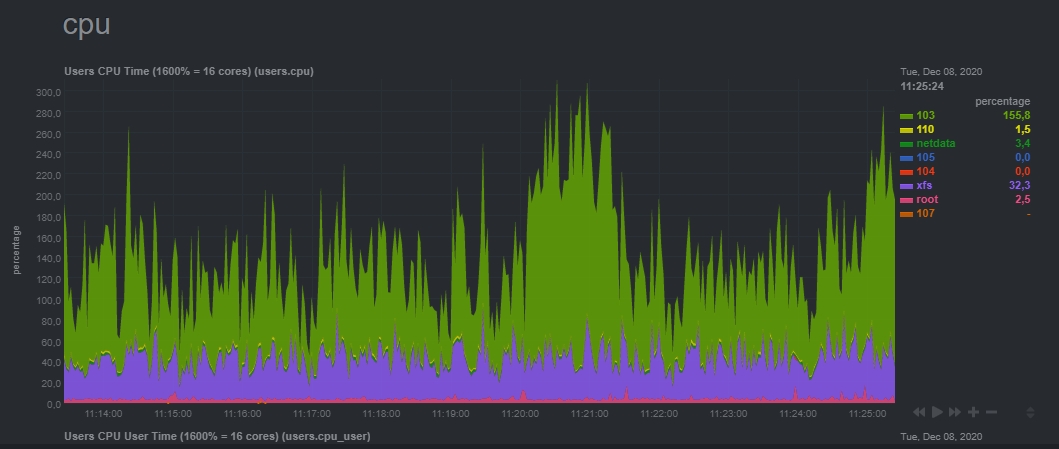 cpu
Users CPU Time (1600% = 16 cores) (users.cpu)
Tue, Dec 08, 2020
11:25:24
percentage
103 155,8
110 1,5
netdata 3,4
105 0,0
104 0,0
xfs 32,3
root 2,5
107 -
percentage
300,0
280,0
260,0
240,0
220,0
200,0
180,0
160,0
140,0
120,0
100,0
80,0
60,0
40,0
20,0
0,0
11:14:00 11:15:00 11:16:00 11:17:00 11:18:00 11:19:00 11:20:00 11:21:00 11:22:00 11:23:00 11:24:00 11:25:00
Users CPU User Time (1600% = 16 cores) (users.cpu_user)
Tue, Dec 08, 2020